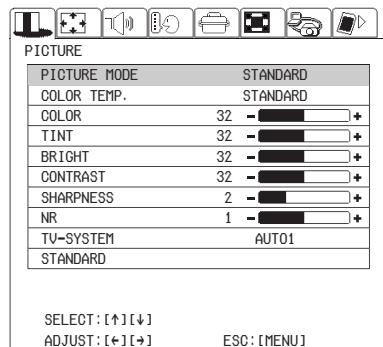 PICTURE
PICTURE MODE STANDARD
COLOR TEMP. STANDARD
COLOR 32 - +
TINT 32 - +
BRIGHT 32 - +
CONTRAST 32 - +
SHARPNESS 2 - +
NR 1 - +
TV-SYSTEM AUTO1
STANDARD
SELECT:[↑][↓]
ADJUST:[←][→] ESC:[MENU]